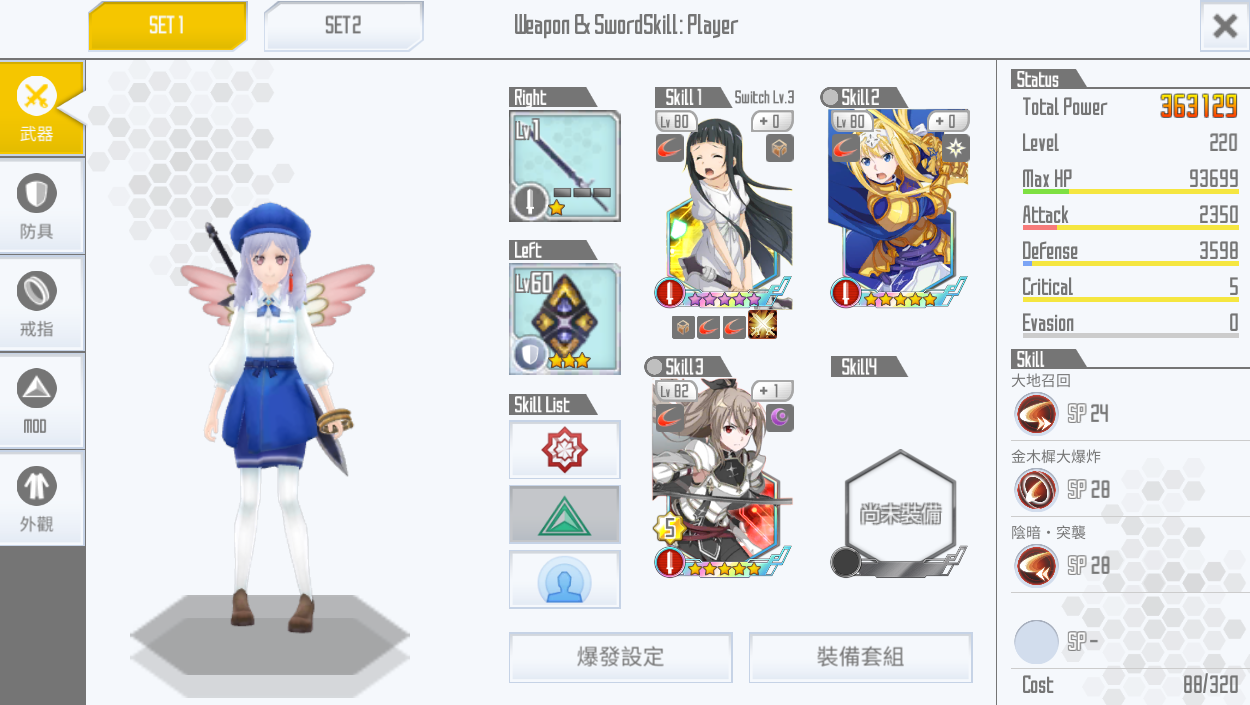 SET 1
SET 2
Weapon & SwordSkill: Player
武器
防具
戒指
MOD
外觀
Right
Lv 1
Left
Lv 60
Skill List
Skill 1
Switch Lv.3
Lv 80
+ 0
Skill 2
Lv 80
+ 0
Skill 3
Lv 82
+ 1
5
Skill 4
尚未裝備
爆發設定
裝備套組
Status
Total Power 363129
Level 220
Max HP 93699
Attack 2350
Defense 3598
Critical 5
Evasion 0
Skill
大地召回
SP 24
金木樨大爆炸
SP 28
陰暗・突襲
SP 28
SP -
Cost 88/320